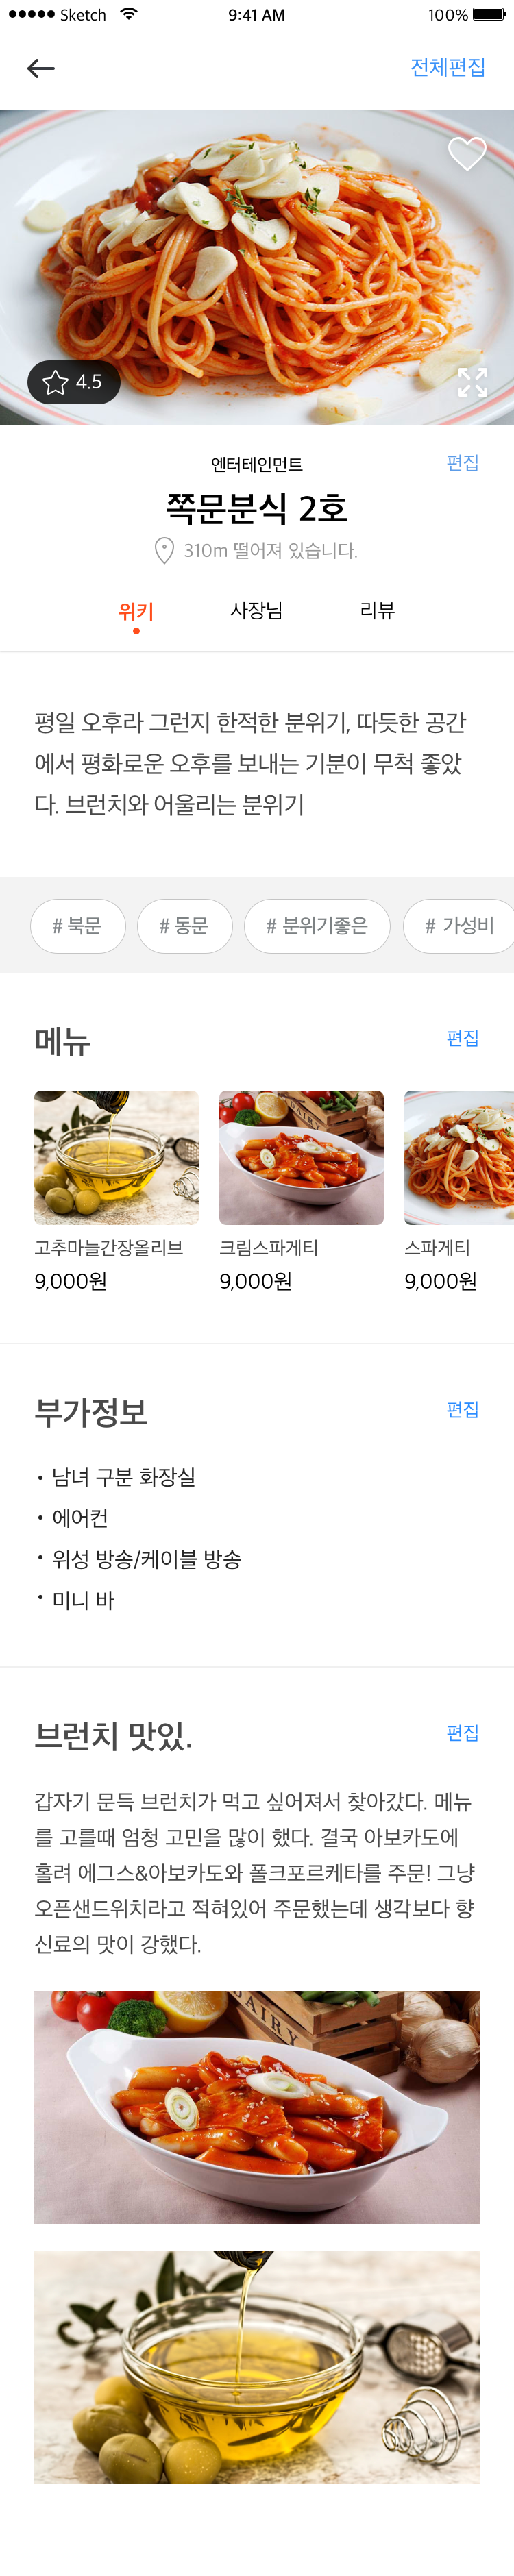 Sketch 9:41 AM 100%
전체편집
4.5
엔터테인먼트
편집
쪽문분식 2호
310m 떨어져 있습니다.
위키 사장님 리뷰
평일 오후라 그런지 한적한 분위기, 따듯한 공간
에서 평화로운 오후를 보내는 기분이 무척 좋았
다. 브런치와 어울리는 분위기
# 북문 # 동문 # 분위기좋은 # 가성비
메뉴 편집
고추마늘간장올리브 크림스파게티 스파게티
9,000원 9,000원 9,000원
부가정보 편집
• 남녀 구분 화장실
• 에어컨
• 위성 방송/케이블 방송
• 미니 바
브런치 맛있. 편집
갑자기 문득 브런치가 먹고 싶어져서 찾아갔다. 메뉴
를 고를때 엄청 고민을 많이 했다. 결국 아보카도에
홀려 에그스&아보카도와 폴크포르케타를 주문! 그냥
오픈샌드위치라고 적혀있어 주문했는데 생각보다 향
신료의 맛이 강했다.
DAIRY